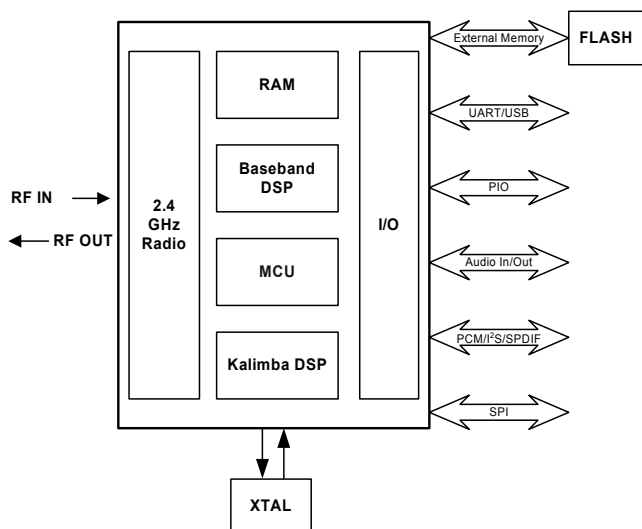 External Memory
FLASH
RAM
UART/USB
Baseband
DSP
RF IN
2.4
GHz
Radio
I/O
PIO
RF OUT
MCU
Audio In/Out
Kalimba DSP
PCM/I²S/SPDIF
SPI
XTAL